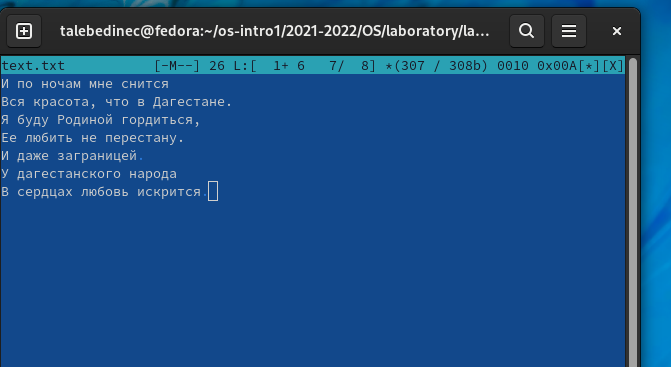 talebedinec@fedora:~/os-intro1/2021-2022/OS/laboratory/la...
text.txt [-M--] 26 L:[ 1+ 6 7/ 8] *(307 / 308b) 0010 0x00A[*][X]
И по ночам мне снится
Вся красота, что в Дагестане.
Я буду Родиной гордиться,
Ее любить не перестану.
И даже заграницей.
У дагестанского народа
В сердцах любовь искрится.